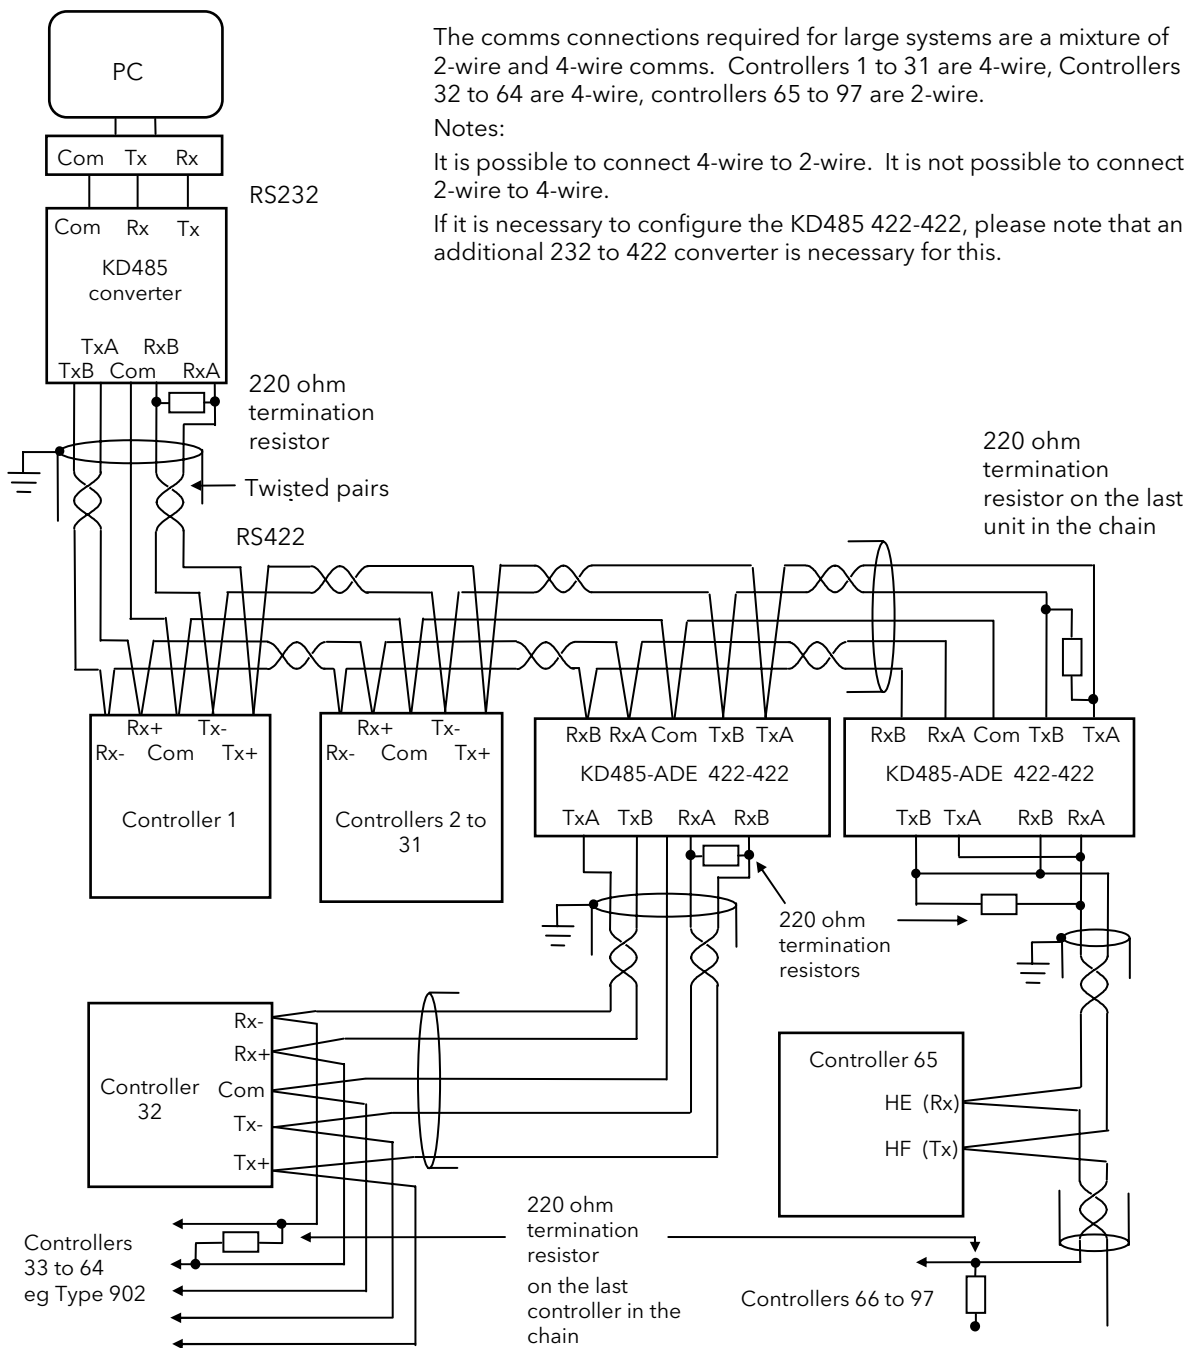 The comms connections required for large systems are a mixture of
2-wire and 4-wire comms. Controllers 1 to 31 are 4-wire, Controllers
32 to 64 are 4-wire, controllers 65 to 97 are 2-wire.
Notes:
It is possible to connect 4-wire to 2-wire. It is not possible to connect
2-wire to 4-wire.
If it is necessary to configure the KD485 422-422, please note that an
additional 232 to 422 converter is necessary for this.
PC
Com Tx Rx
RS232
Com Rx Tx
KD485
converter
TxA RxB
TxB Com RxA
220 ohm
termination
resistor
Twisted pairs
RS422
220 ohm
termination
resistor on the last
unit in the chain
Rx+ Tx-
Rx- Com Tx+
Controller 1
Rx+ Tx-
Rx- Com Tx+
Controllers 2 to
31
RxB RxA Com TxB TxA
KD485-ADE 422-422
TxA TxB RxA RxB
RxB RxA Com TxB TxA
KD485-ADE 422-422
TxB TxA RxB RxA
220 ohm
termination
resistors
Rx-
Rx+
Com
Tx-
Tx+
Controller
32
Controller 65
HE (Rx)
HF (Tx)
Controllers
33 to 64
eg Type 902
220 ohm
termination
resistor
on the last
controller in the
chain
Controllers 66 to 97